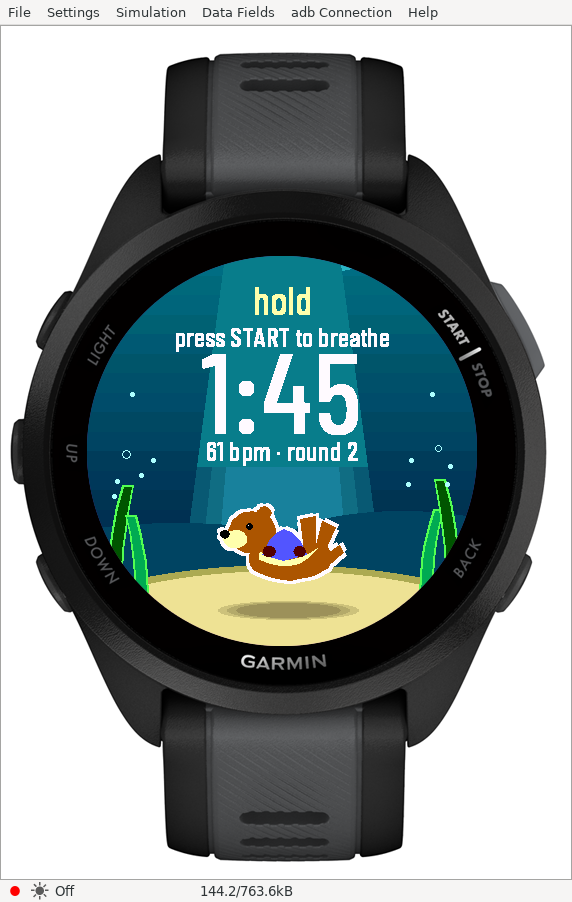 File Settings Simulation Data Fields adb Connection Help
hold
press START to breathe
1:45
61 bpm · round 2
LIGHT
UP
DOWN
START
STOP
BACK
GARMIN
Off 144.2/763.6kB